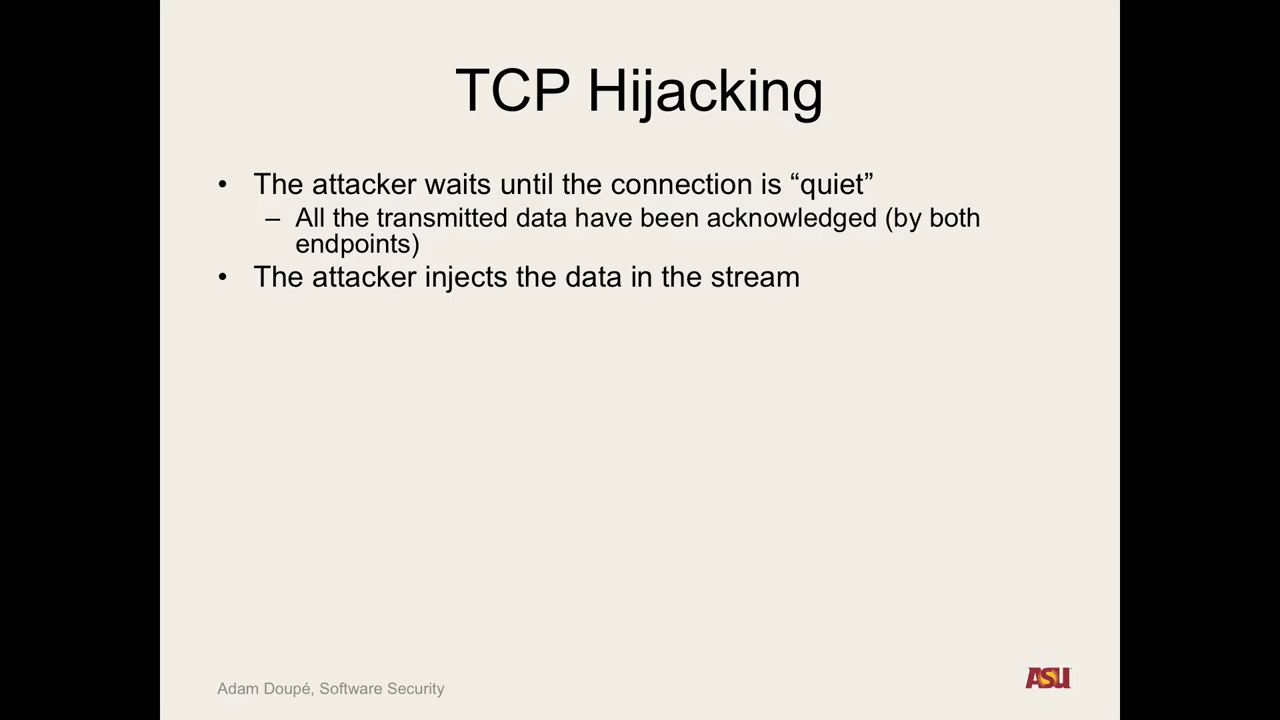 TCP Hijacking
• The attacker waits until the connection is “quiet”
– All the transmitted data have been acknowledged (by both
endpoints)
• The attacker injects the data in the stream
Adam Doupé, Software Security
ASU